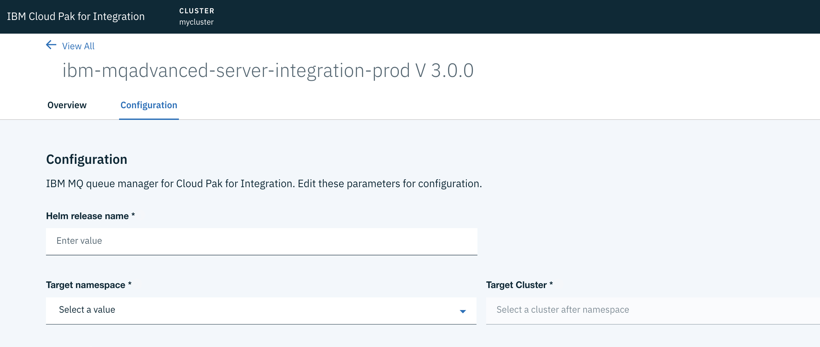 IBM Cloud Pak for Integration
CLUSTER
mycluster
View All
ibm-mqadvanced-server-integration-prod V 3.0.0
Overview Configuration
Configuration
IBM MQ queue manager for Cloud Pak for Integration. Edit these parameters for configuration.
Helm release name *
Enter value
Target namespace * Target Cluster *
Select a value Select a cluster after namespace